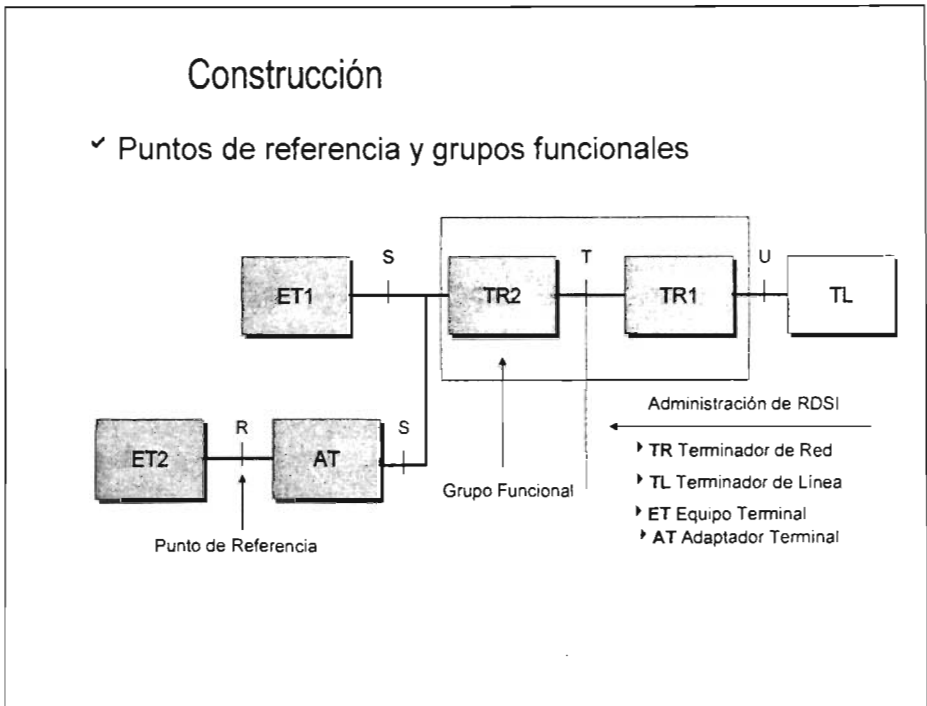 Construcción
✓ Puntos de referencia y grupos funcionales
S
T
U
ET1
TR2
TR1
TL
R
S
ET2
AT
Administración de RDSI
TR Terminador de Red
TL Terminador de Línea
ET Equipo Terminal
AT Adaptador Terminal
Grupo Funcional
Punto de Referencia